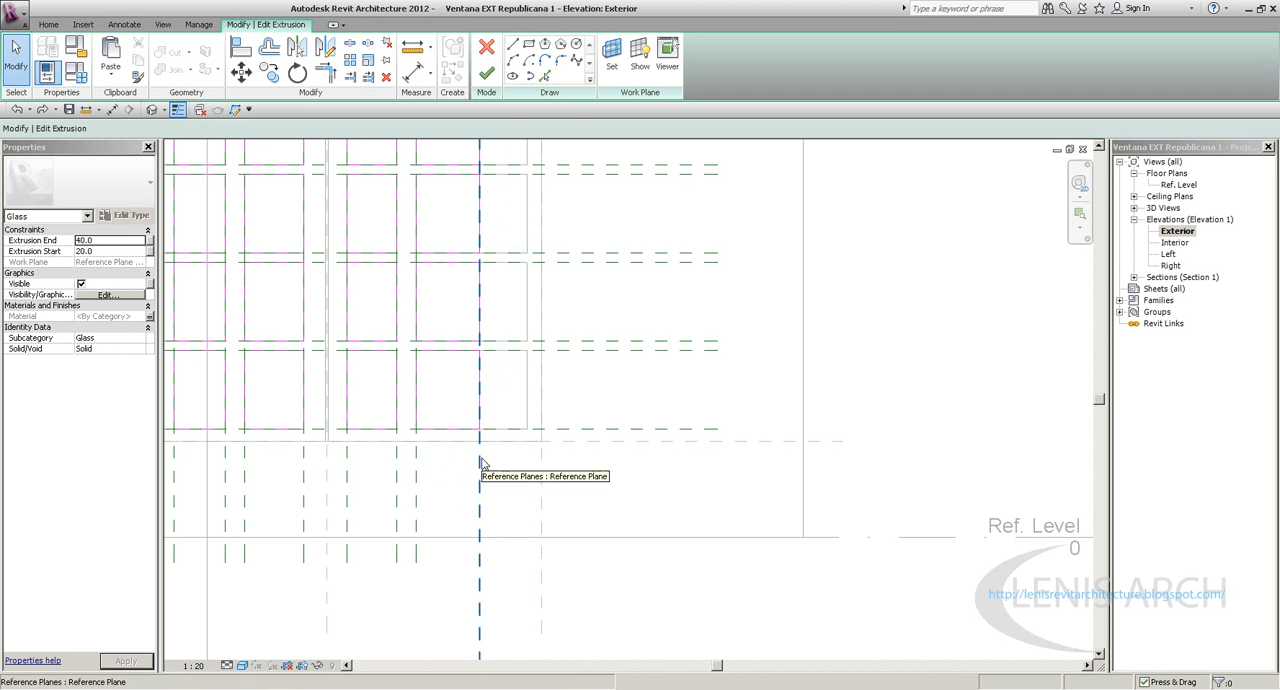 Autodesk Revit Architecture 2012 - Ventana EXT Republicana 1 - Elevation: Exterior
Type a keyword or phrase
Sign In
Home
Insert
Annotate
View
Manage
Modify | Edit Extrusion
Modify
Paste
Cut
Join
Set
Show
Viewer
Select
Properties
Clipboard
Geometry
Modify
Measure
Create
Mode
Draw
Work Plane
Modify | Edit Extrusion
Properties
Glass
Edit Type
Constraints
Extrusion End
40.0
Extrusion Start
20.0
Work Plane
Reference Plane ...
Graphics
Visible
Visibility/Graphic...
Edit...
Materials and Finishes
Material
<By Category>
Identity Data
Subcategory
Glass
Solid/Void
Solid
Properties help
Apply
Reference Planes : Reference Plane
Ref. Level
0
LENIS ARCH
http://lenisrevitarchitecture.blogspot.com/
Ventana EXT Republicana 1 - Proje...
Views (all)
Floor Plans
Ref. Level
Ceiling Plans
3D Views
Elevations (Elevation 1)
Exterior
Interior
Left
Right
Sections (Section 1)
Sheets (all)
Families
Groups
Revit Links
1 : 20
Reference Planes : Reference Plane
Press & Drag
:0